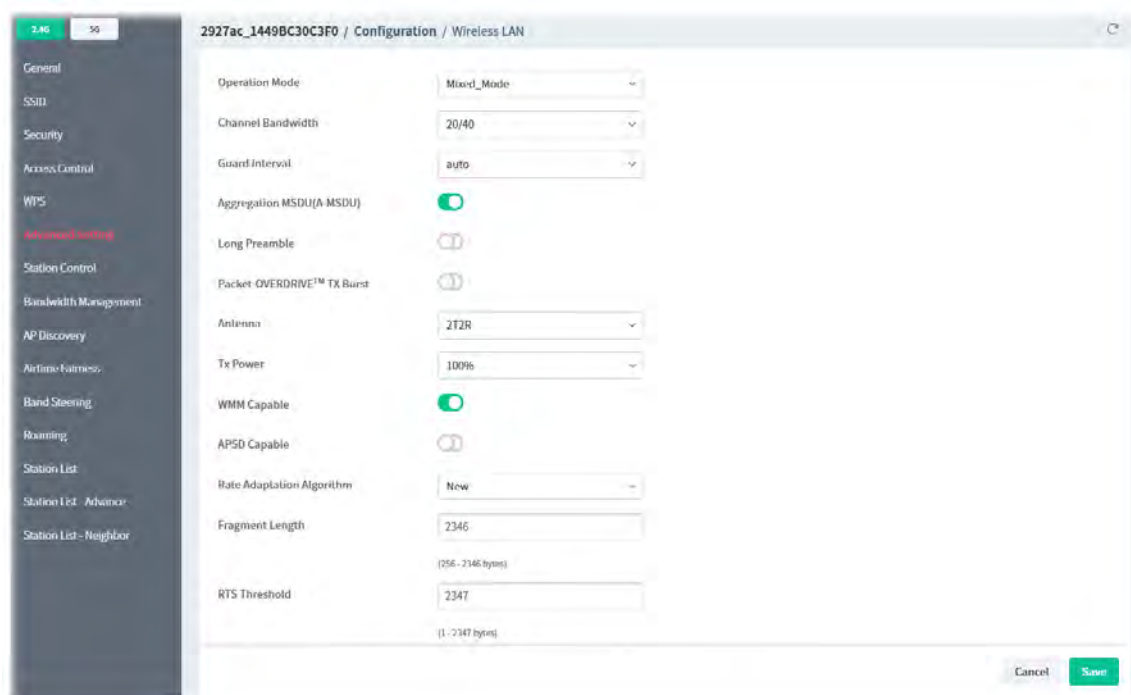 2.4G 5G
2927ac_1449BC30C3F0 / Configuration / Wireless LAN
General
SSID
Security
Access Control
WPS
Advanced Setting
Station Control
Bandwidth Management
AP Discovery
Airtime Fairness
Band Steering
Roaming
Station List
Station List - Advance
Station List - Neighbor
Operation Mode Mixed_Mode
Channel Bandwidth 20/40
Guard Interval auto
Aggregation MSDU(A-MSDU)
Long Preamble
Packet-OVERDRIVE™ TX Burst
Antenna 2T2R
Tx Power 100%
WMM Capable
APSD Capable
Rate Adaptation Algorithm New
Fragment Length 2346
(256 - 2346 bytes)
RTS Threshold 2347
(1 - 2347 bytes)
Cancel Save